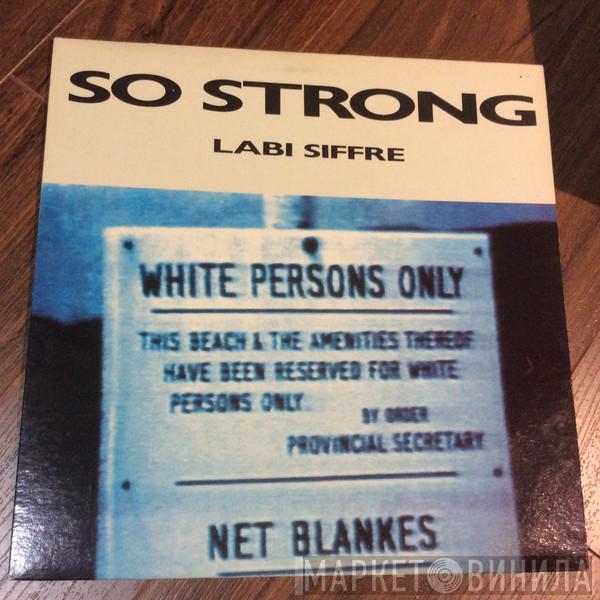 SO STRONG
LABI SIFFRE
WHITE PERSONS ONLY
THIS BEACH & THE AMENITIES THEREOF
HAVE BEEN RESERVED FOR WHITE
PERSONS ONLY
BY ORDER
PROVINCIAL SECRETARY
NET BLANKES
МАРКЕТ ВИНИЛА